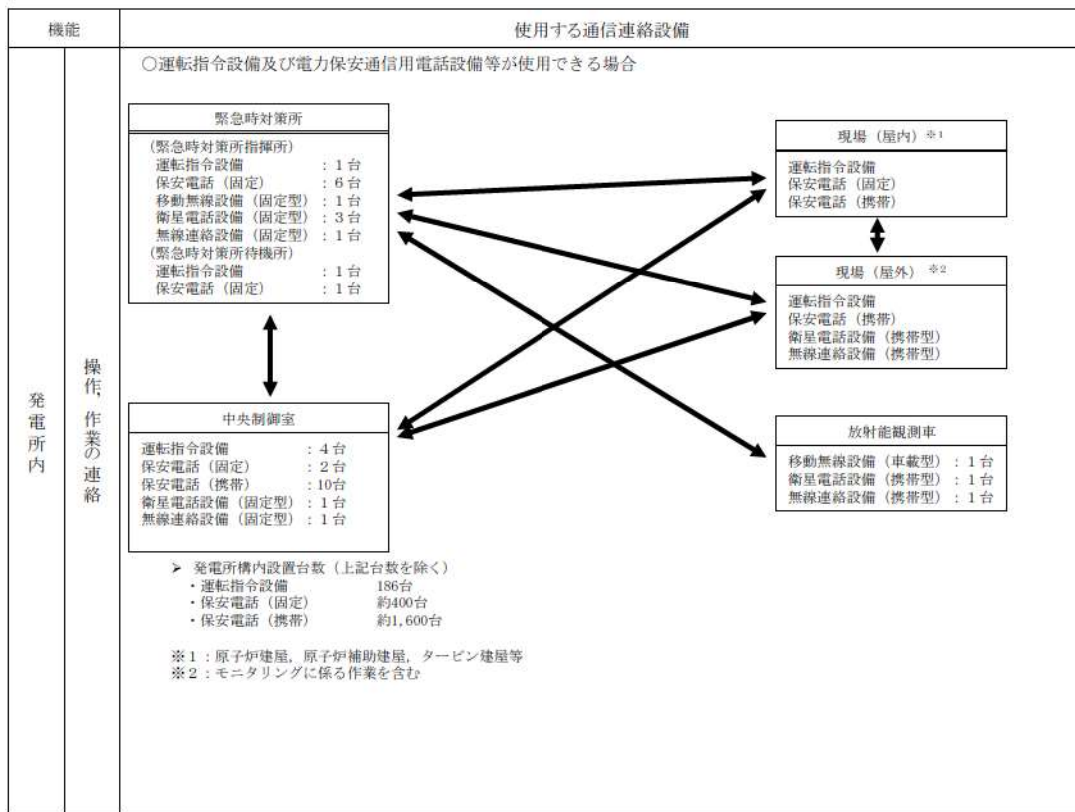 機能
使用する通信連絡設備
発電所内
操作，作業の連絡
○運転指令設備及び電力保安通信用電話設備等が使用できる場合
緊急時対策所
（緊急時対策所指揮所）
運転指令設備 ：1台
保安電話（固定） ：6台
移動無線設備（固定型）：1台
衛星電話設備（固定型）：3台
無線連絡設備（固定型）：1台
（緊急時対策所待機所）
運転指令設備 ：1台
保安電話（固定） ：1台
中央制御室
運転指令設備 ：4台
保安電話（固定） ：2台
保安電話（携帯） ：10台
衛星電話設備（固定型）：1台
無線連絡設備（固定型）：1台
現場（屋内）※1
運転指令設備
保安電話（固定）
保安電話（携帯）
現場（屋外）※2
運転指令設備
保安電話（携帯）
衛星電話設備（携帯型）
無線連絡設備（携帯型）
放射能観測車
移動無線設備（車載型）：1台
衛星電話設備（携帯型）：1台
無線連絡設備（携帯型）：1台
➢ 発電所構内設置台数（上記台数を除く）
・運転指令設備 186台
・保安電話（固定） 約400台
・保安電話（携帯） 約1,600台
※1：原子炉建屋，原子炉補助建屋，タービン建屋等
※2：モニタリングに係る作業を含む